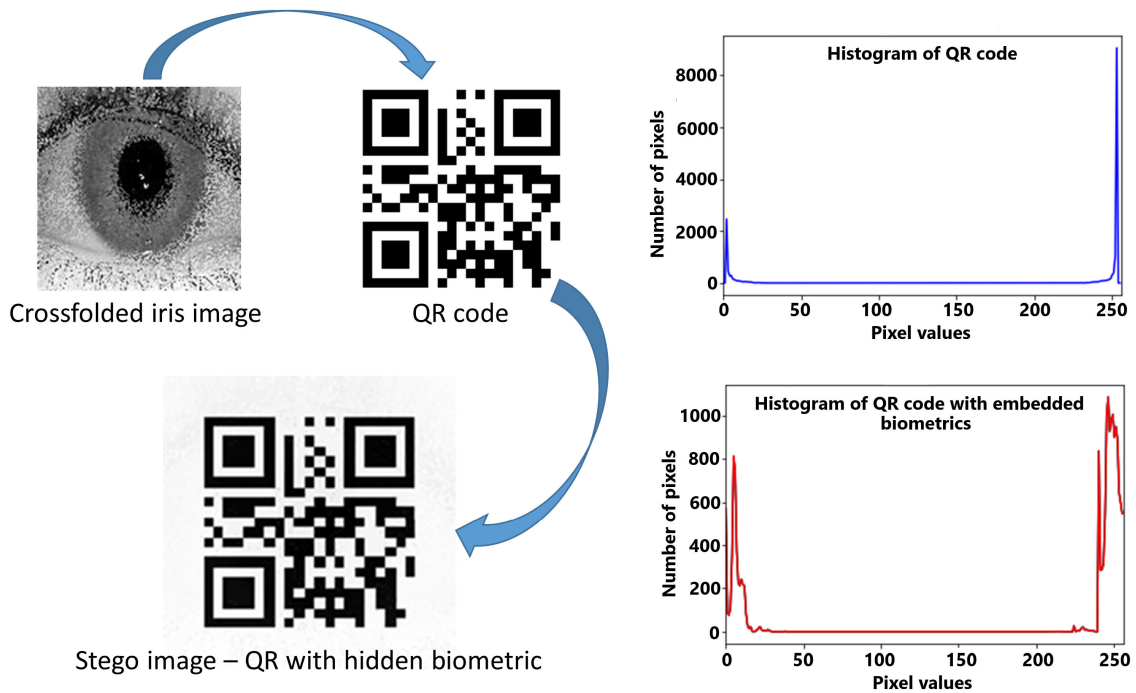 Crossfolded iris image
QR code
Stego image – QR with hidden biometric
Histogram of QR code
Number of pixels
8000
6000
4000
2000
0
0 50 100 150 200 250
Pixel values
Histogram of QR code with embedded
biometrics
Number of pixels
1000
800
600
400
200
0
0 50 100 150 200 250
Pixel values